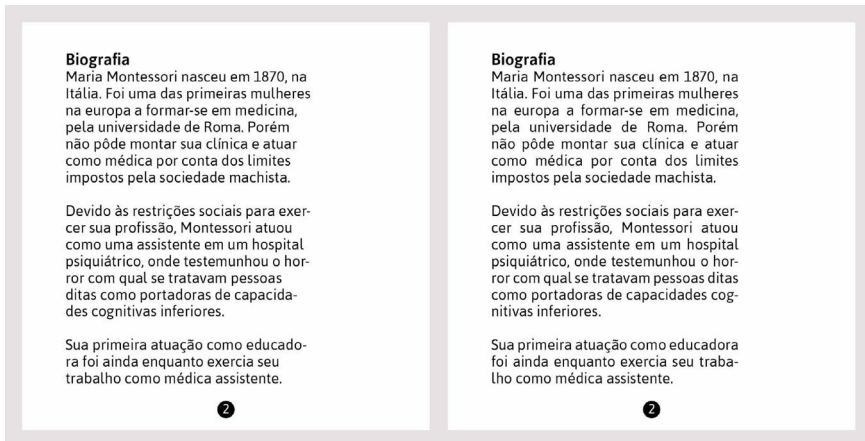 Biografia
Maria Montessori nasceu em 1870, na
Itália. Foi uma das primeiras mulheres
na europa a formar-se em medicina,
pela universidade de Roma. Porém
não pôde montar sua clínica e atuar
como médica por conta dos limites
impostos pela sociedade machista.
Devido às restrições sociais para exer-
cer sua profissão, Montessori atuou
como uma assistente em um hospital
psiquiátrico, onde testemunhou o hor-
ror com qual se tratavam pessoas
ditas como portadoras de capacida-
des cognitivas inferiores.
Sua primeira atuação como educado-
ra foi ainda enquanto exercia seu
trabalho como médica assistente.
2
Biografia
Maria Montessori nasceu em 1870, na
Itália. Foi uma das primeiras mulheres
na europa a formar-se em medicina,
pela universidade de Roma. Porém
não pôde montar sua clínica e atuar
como médica por conta dos limites
impostos pela sociedade machista.
Devido às restrições sociais para exer-
cer sua profissão, Montessori atuou
como uma assistente em um hospital
psiquiátrico, onde testemunhou o hor-
ror com qual se tratavam pessoas ditas
como portadoras de capacidades cog-
nitivas inferiores.
Sua primeira atuação como educadora
foi ainda enquanto exercia seu traba-
lho como médica assistente.
2